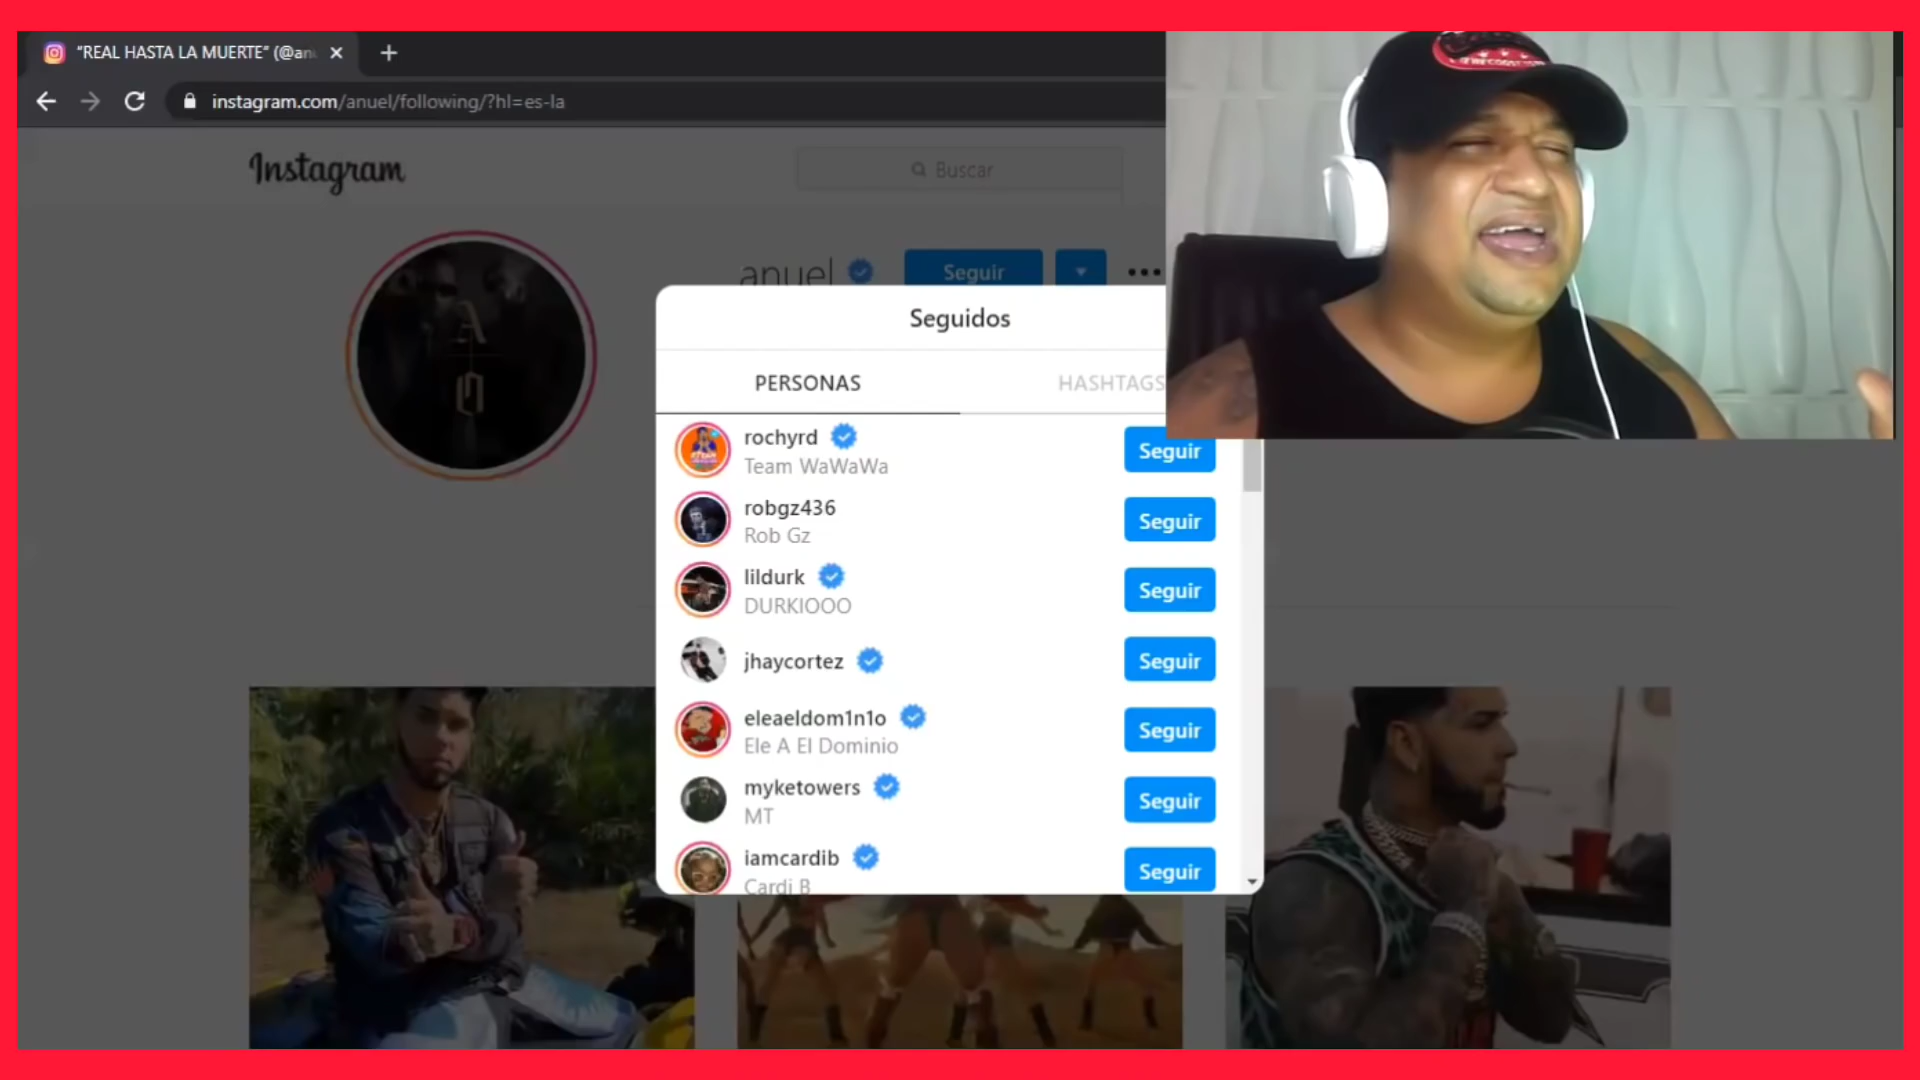 "REAL HASTA LA MUERTE" (@anu
instagram.com/anuel/following/?hl=es-la
Instagram
Buscar
anuel
Seguir
Seguidos
PERSONAS
HASHTAGS
rochyrd
Team WaWaWa
Seguir
robgz436
Rob Gz
Seguir
lildurk
DURKIOOO
Seguir
jhaycortez
Seguir
eleaeldom1n1o
Ele A El Dominio
Seguir
myketowers
MT
Seguir
iamcardib
Cardi B
Seguir